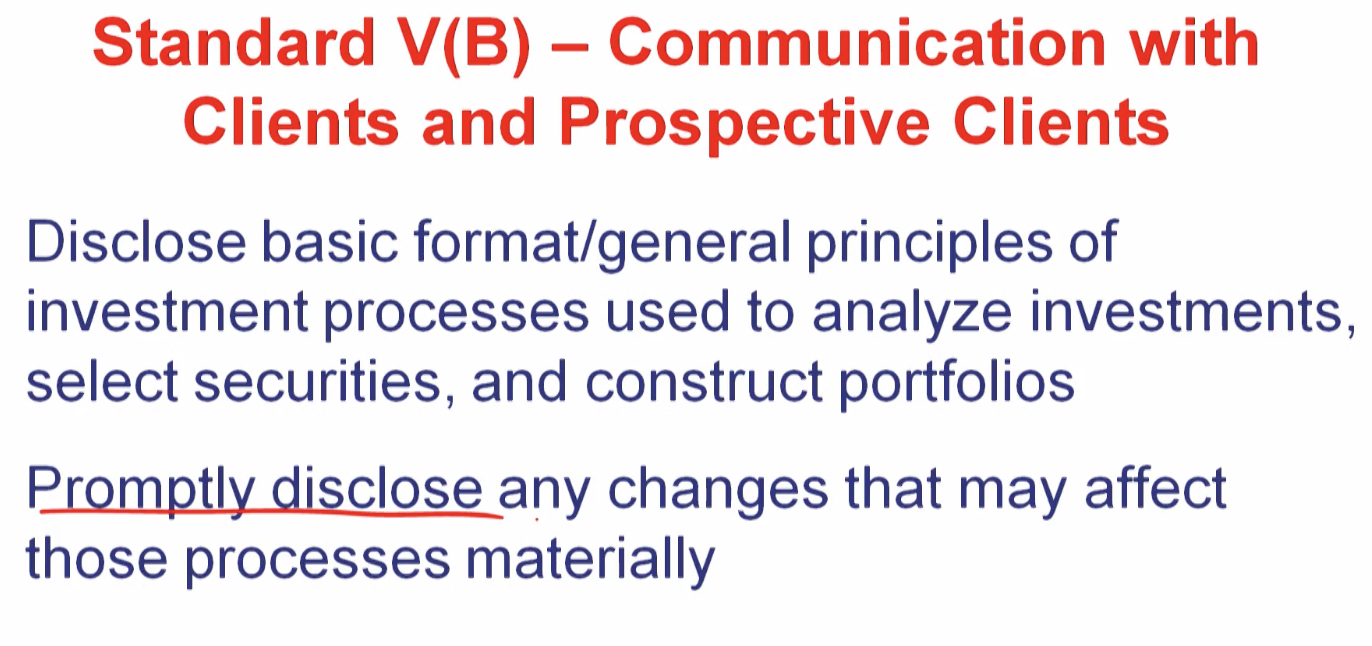 Standard V(B) – Communication with
Clients and Prospective Clients
Disclose basic format/general principles of
investment processes used to analyze investments,
select securities, and construct portfolios
Promptly disclose any changes that may affect
those processes materially